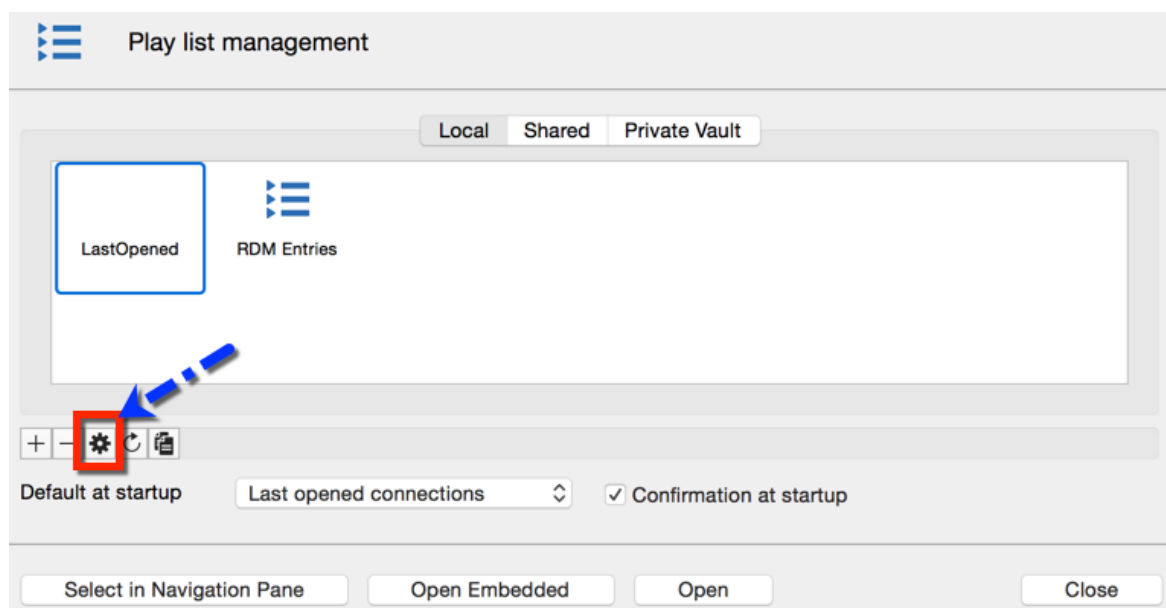 Play list management
Local Shared Private Vault
LastOpened RDM Entries
Default at startup Last opened connections Confirmation at startup
Select in Navigation Pane Open Embedded Open Close